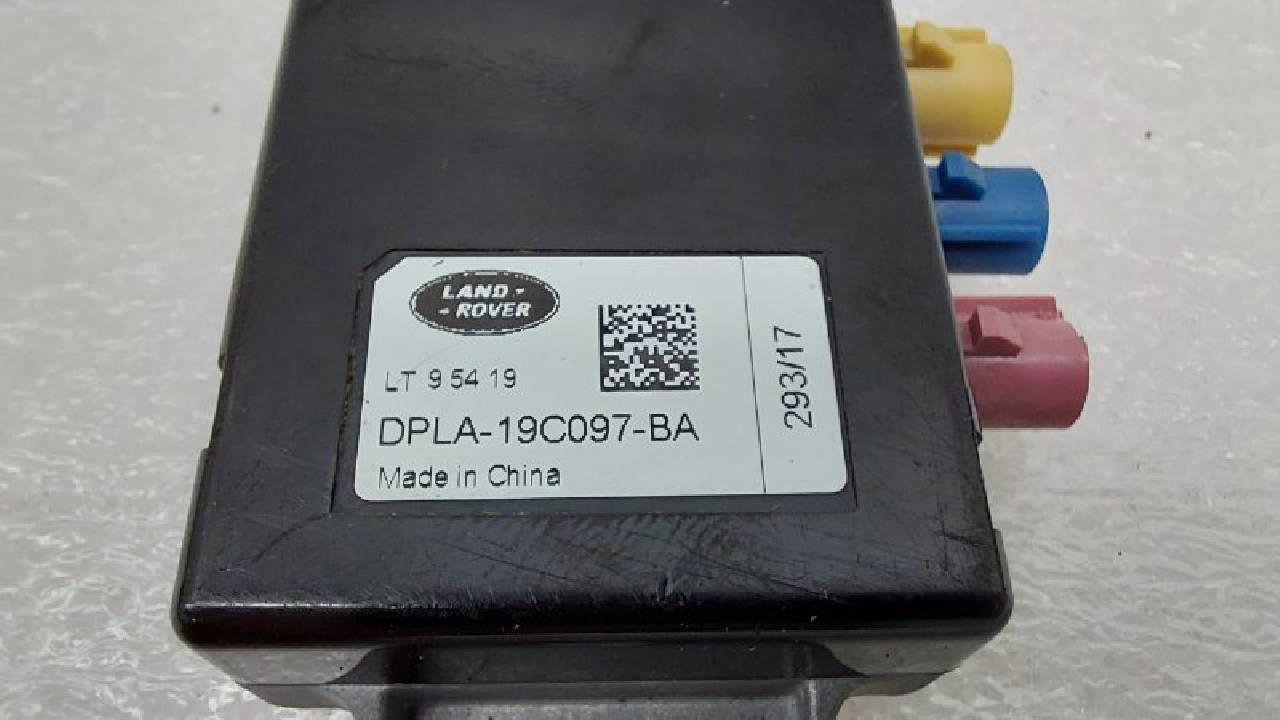 LAND-
-ROVER
LT 9 54 19
DPLA-19C097-BA
Made in China
293/17